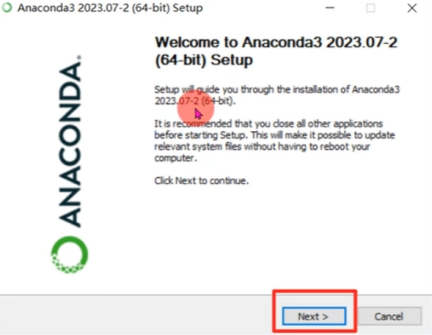 Anaconda3 2023.07-2 (64-bit) Setup
ANACONDA.
Welcome to Anaconda3 2023.07-2
(64-bit) Setup
Setup will guide you through the installation of Anaconda3
2023.07-2 (64-bit).
It is recommended that you close all other applications
before starting Setup. This will make it possible to update
relevant system files without having to reboot your
computer.
Click Next to continue.
Next >
Cancel